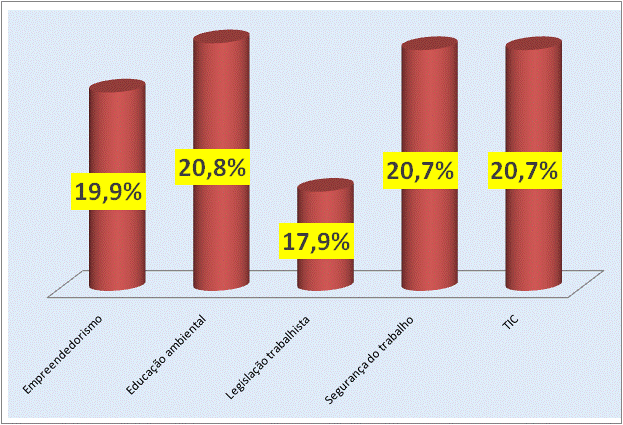 19,9%
20,8%
17,9%
20,7%
20,7%
Empreendedorismo
Educação ambiental
Legislação trabalhista
Segurança do trabalho
TIC